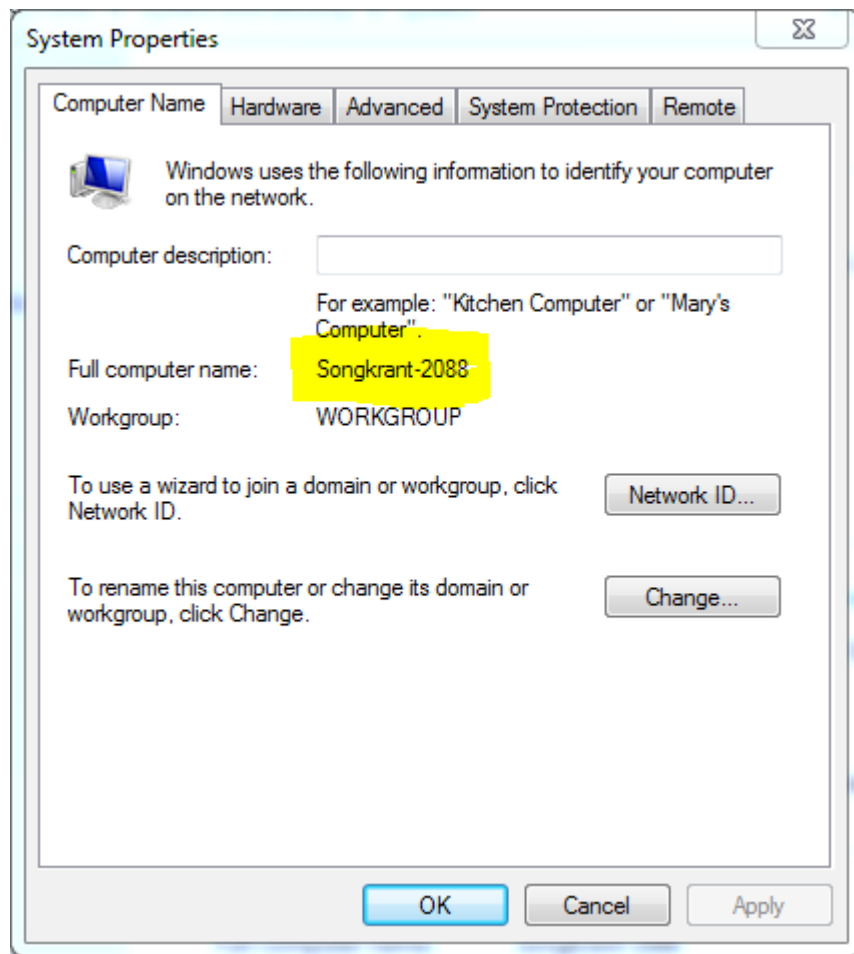 System Properties
Computer Name Hardware Advanced System Protection Remote
Windows uses the following information to identify your computer
on the network.
Computer description:
For example: "Kitchen Computer" or "Mary's
Computer".
Full computer name: Songkrant-2088
Workgroup: WORKGROUP
To use a wizard to join a domain or workgroup, click
Network ID.
Network ID...
To rename this computer or change its domain or
workgroup, click Change.
Change...
OK Cancel Apply